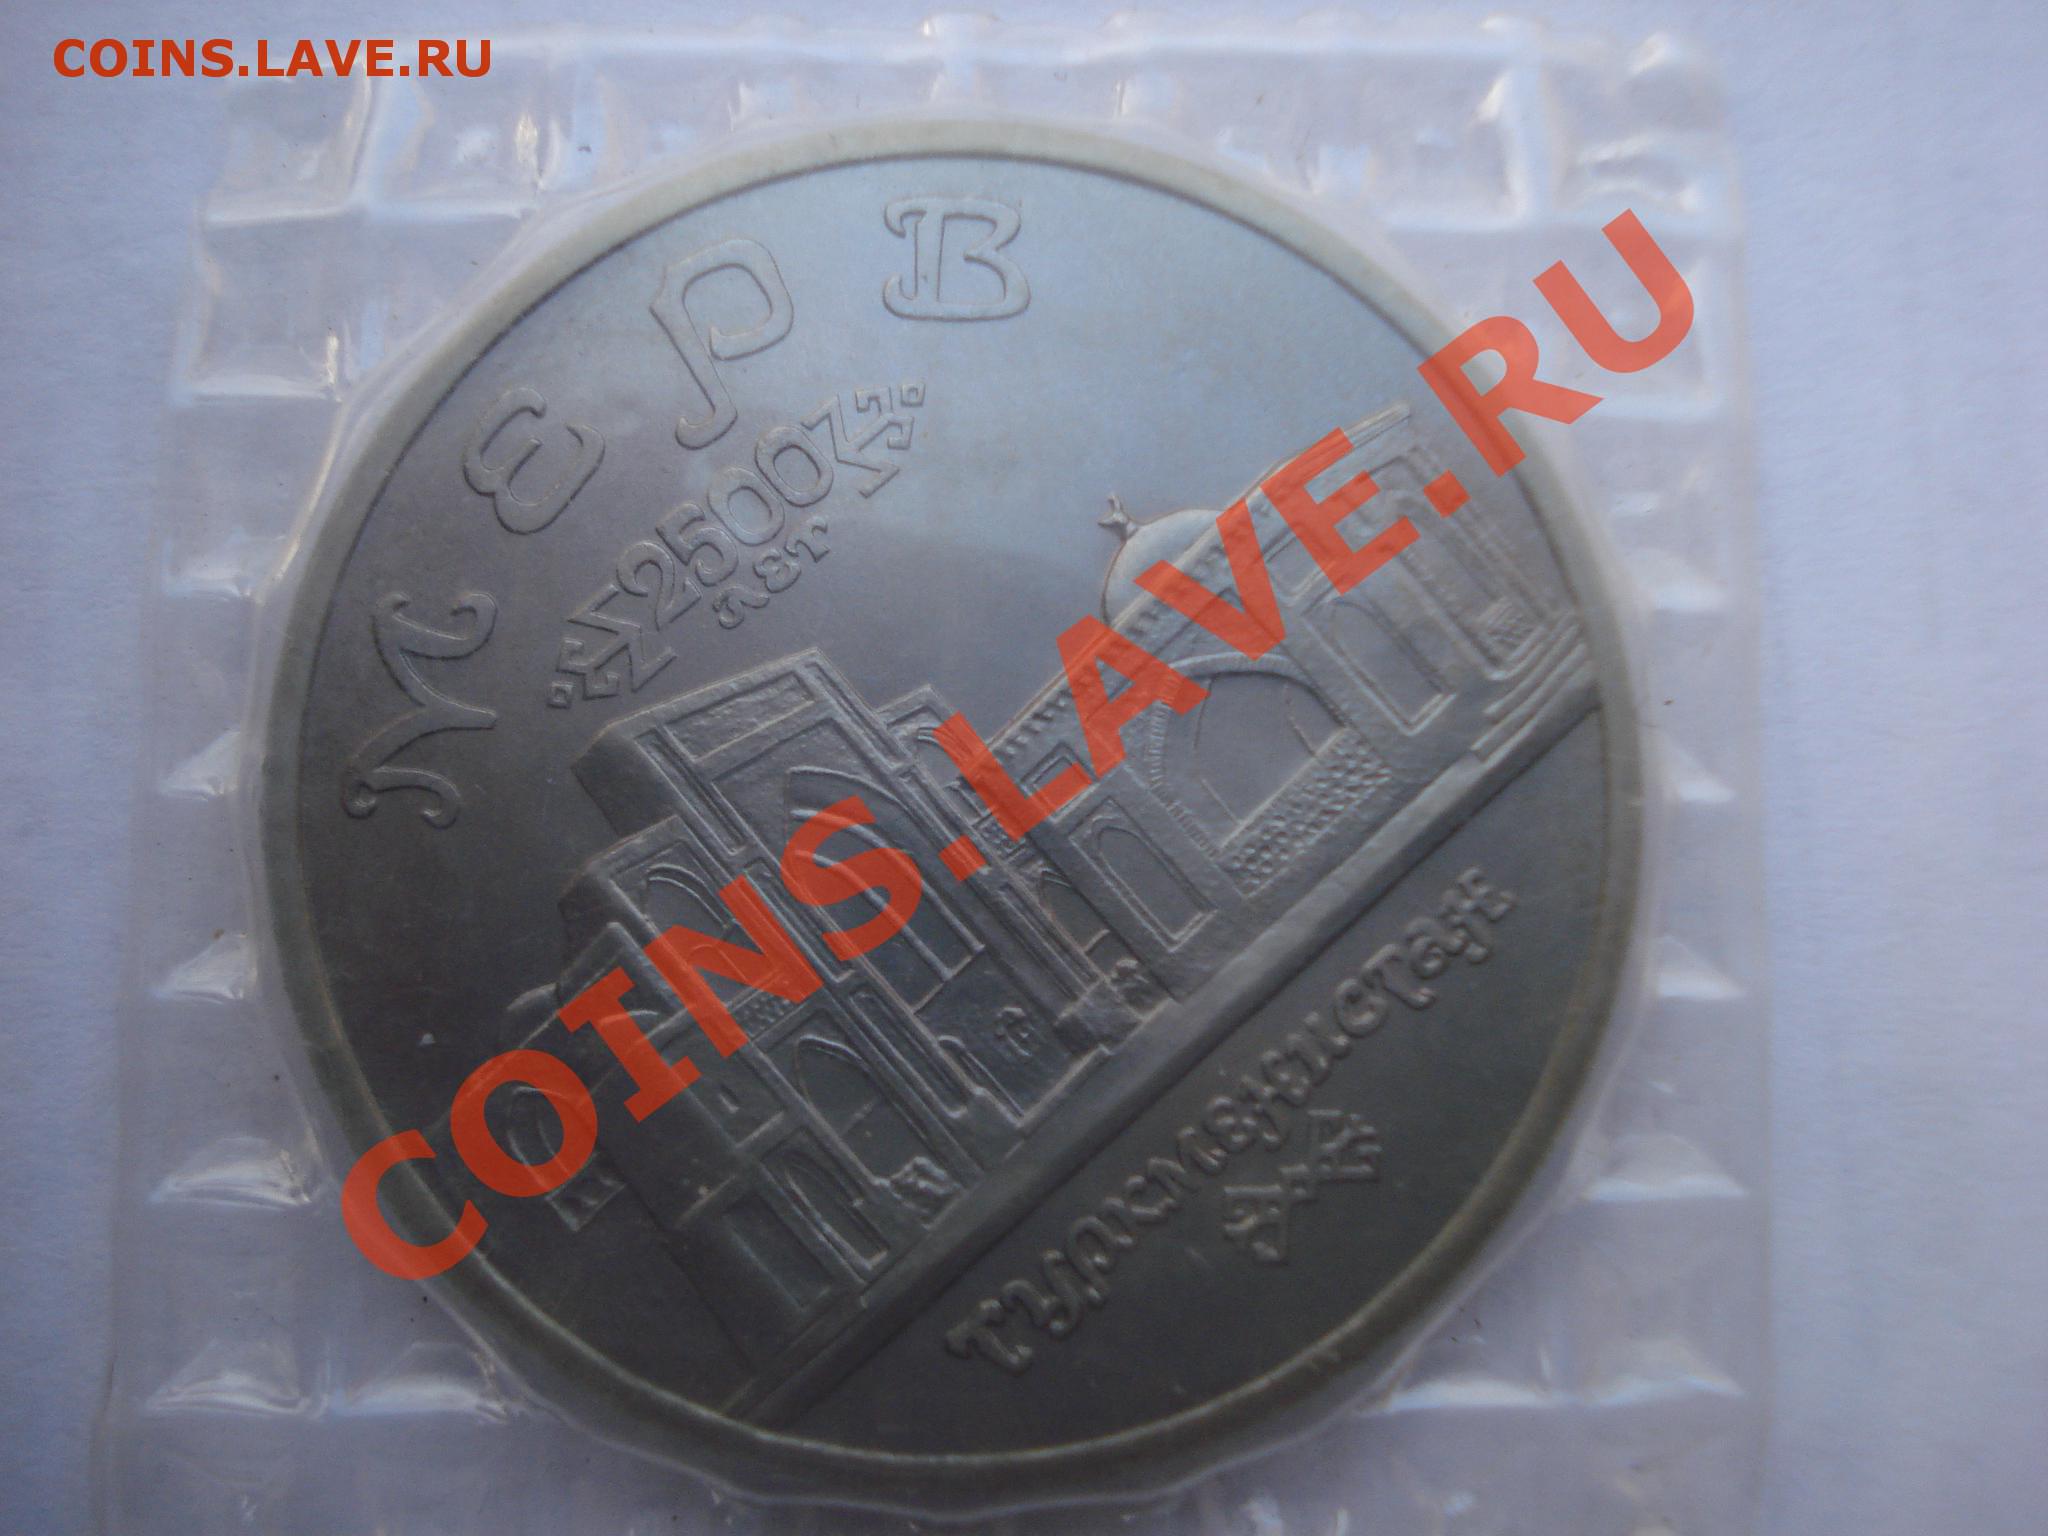 COINS.LAVE.RU
МЕРВ
2500
ЛЕТ
COINS.LAVE.RU
ТУРКМЕНИСТАН